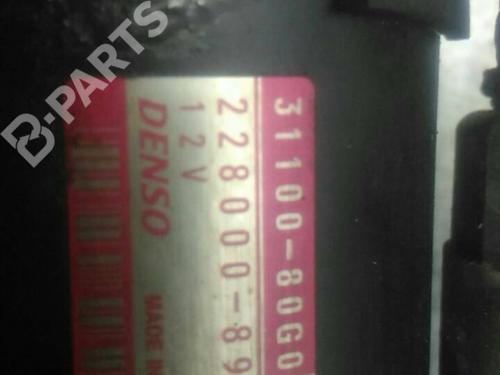 31100-80G0
228000-89
12V
DENSO
MADE IN
B-PARTS